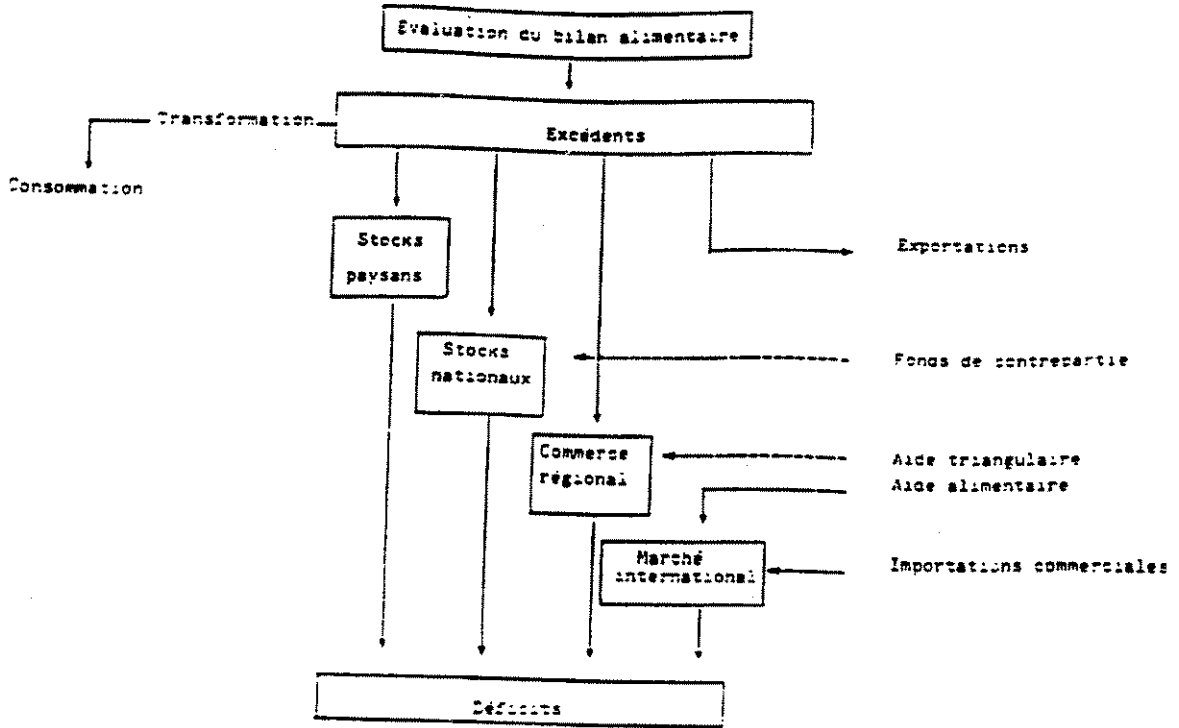 Evaluation du bilan alimentaire
Transformation
Excédents
Consommation
Stocks
paysans
Exportations
Stocks
nationaux
Fonds de contrepartie
Commerce
régional
Aide triangulaire
Aide alimentaire
Marché
international
Importations commerciales
Déficits